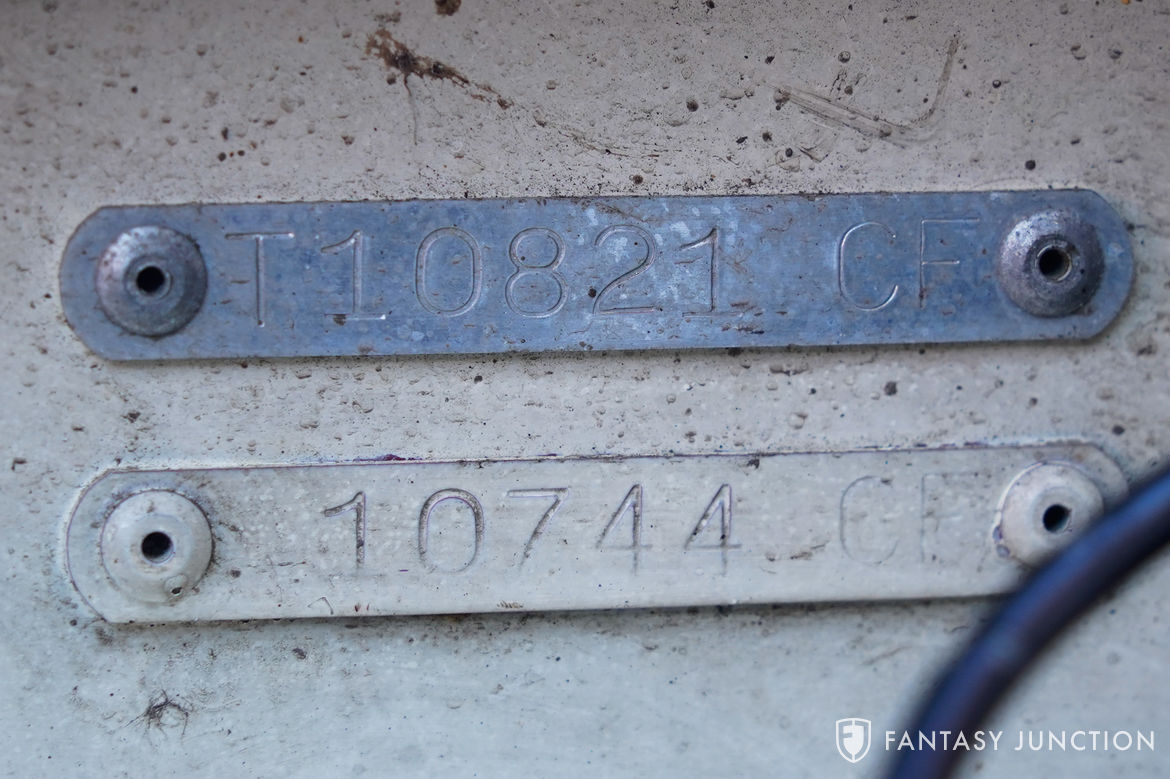 T10821 CF
10744 CF
FANTASY JUNCTION